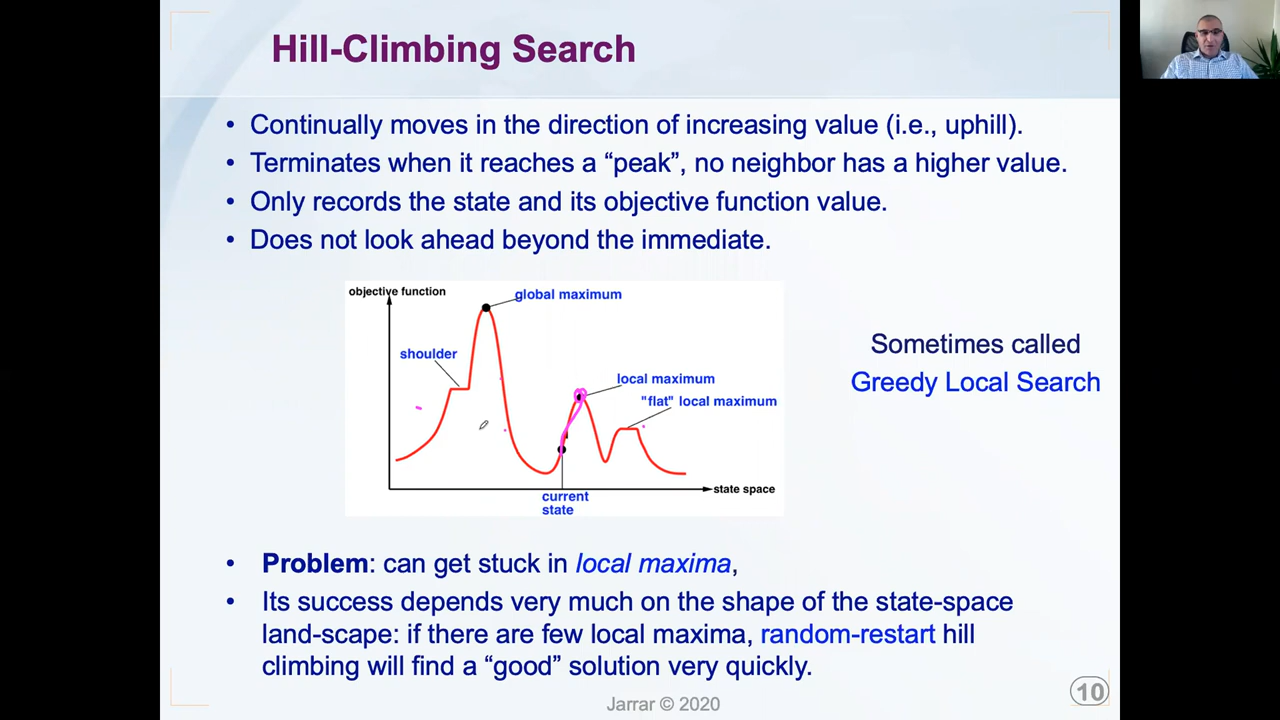 Hill-Climbing Search
• Continually moves in the direction of increasing value (i.e., uphill).
• Terminates when it reaches a “peak”, no neighbor has a higher value.
• Only records the state and its objective function value.
• Does not look ahead beyond the immediate.
objective function
global maximum
shoulder
local maximum
"flat" local maximum
current
state
state space
Sometimes called
Greedy Local Search
• Problem: can get stuck in local maxima,
• Its success depends very much on the shape of the state-space
land-scape: if there are few local maxima, random-restart hill
climbing will find a “good” solution very quickly.
Jarrar © 2020
10